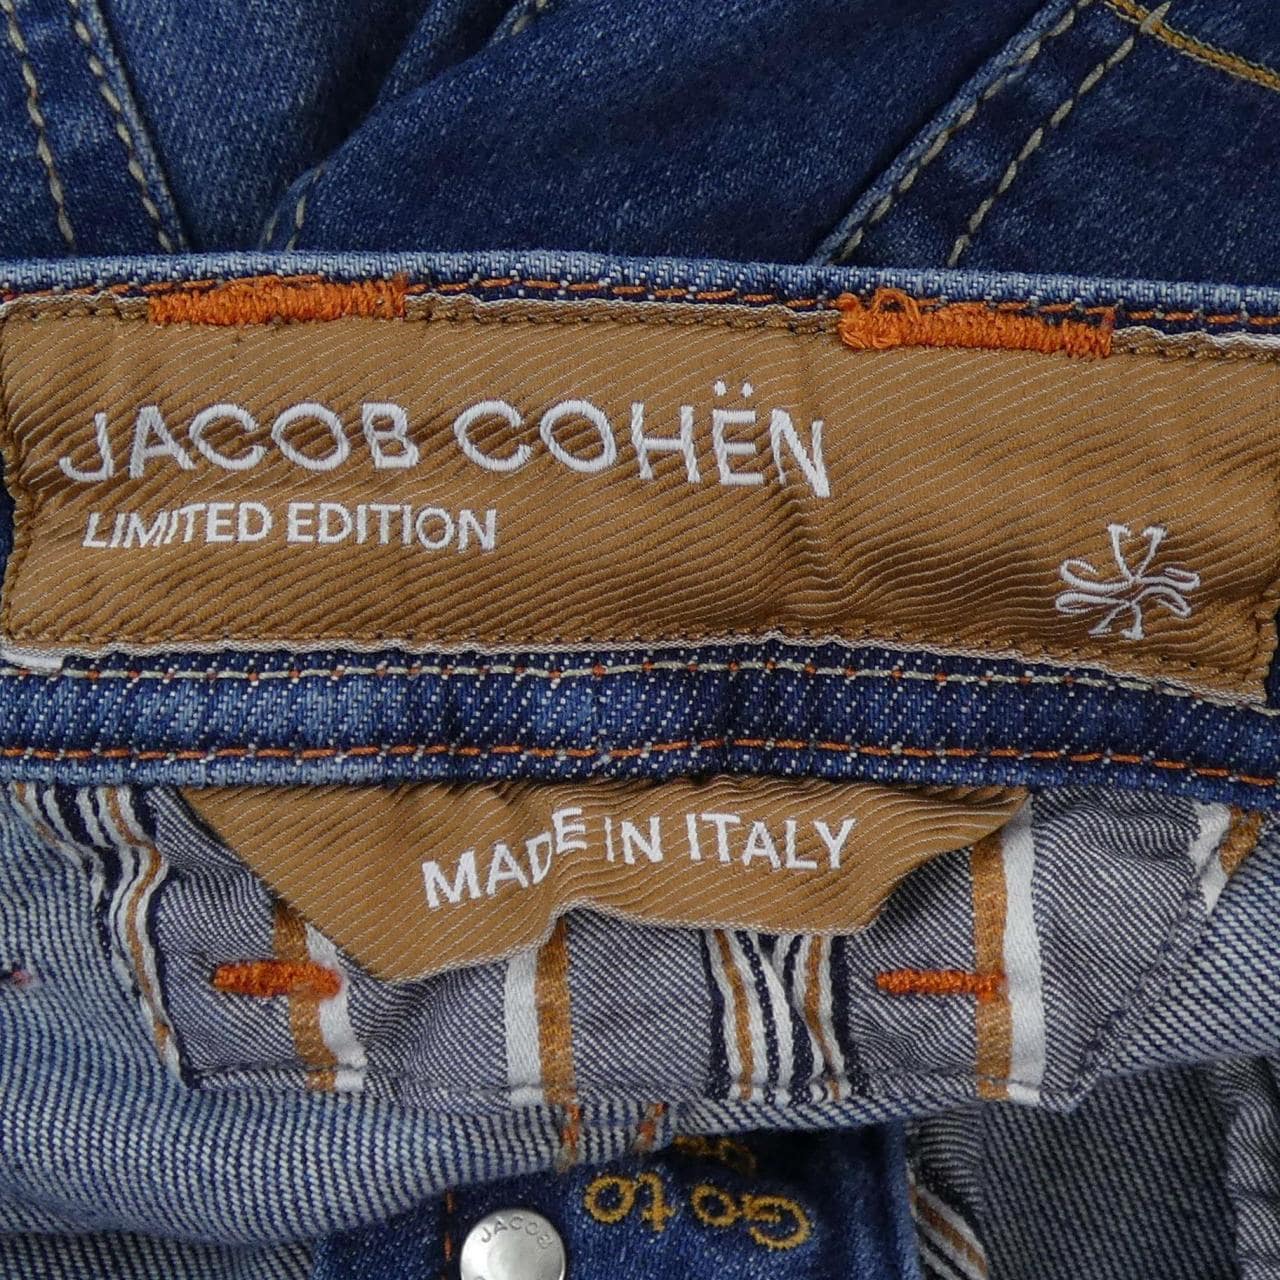 JACOB COHËN
LIMITED EDITION
MADE IN ITALY
Go to
JACOB